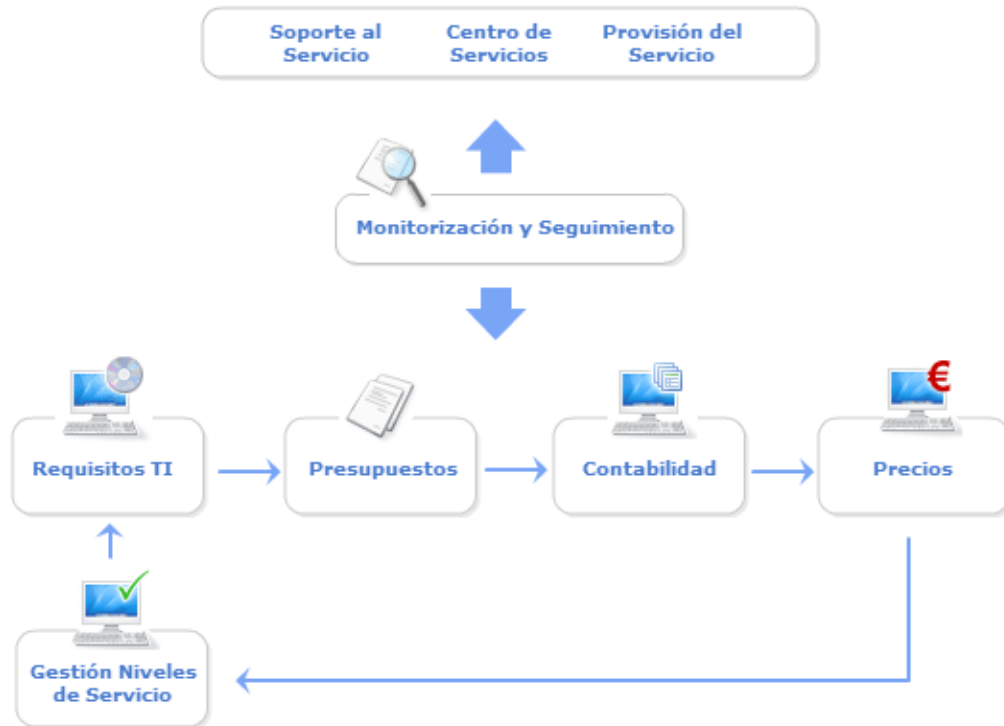 Soporte al Servicio
Centro de Servicios
Provisión del Servicio
Monitorización y Seguimiento
€
Requisitos TI
Presupuestos
Contabilidad
Precios
Gestión Niveles
de Servicio